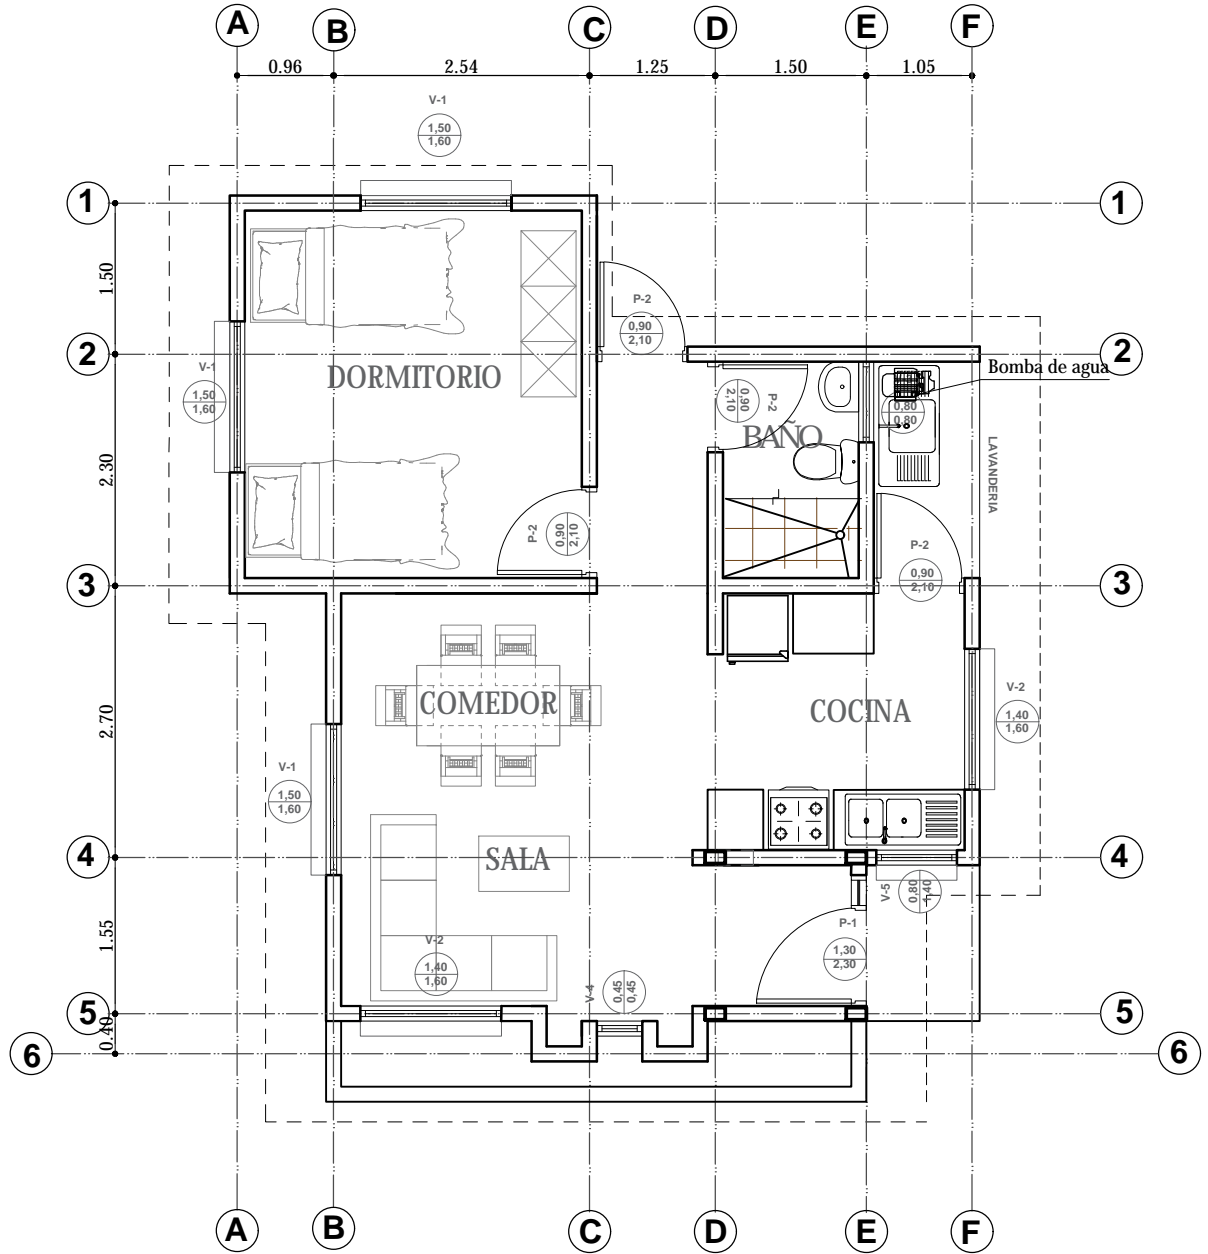 A B C D E F
0.96 2.54 1.25 1.50 1.05
V-1
1,50
1,60
1 1
1.50
P-2
0,90
2,10
2 2
V-1
1,50
1,60
DORMITORIO
0,90
2,10
P-2
BAÑO
Bomba de agua
0,80
0,80
LAVANDERIA
2.30
P-2
0,90
2,10
P-2
0,90
2,10
3 3
COMEDOR
COCINA
V-2
1,40
1,60
2.70
V-1
1,50
1,60
4 4
SALA
V-5
0,80
1,40
1.55
V-2
1,40
1,60
P-1
1,30
2,30
V-4
0,45
0,45
5 5
0.40
6 6
A B C D E F